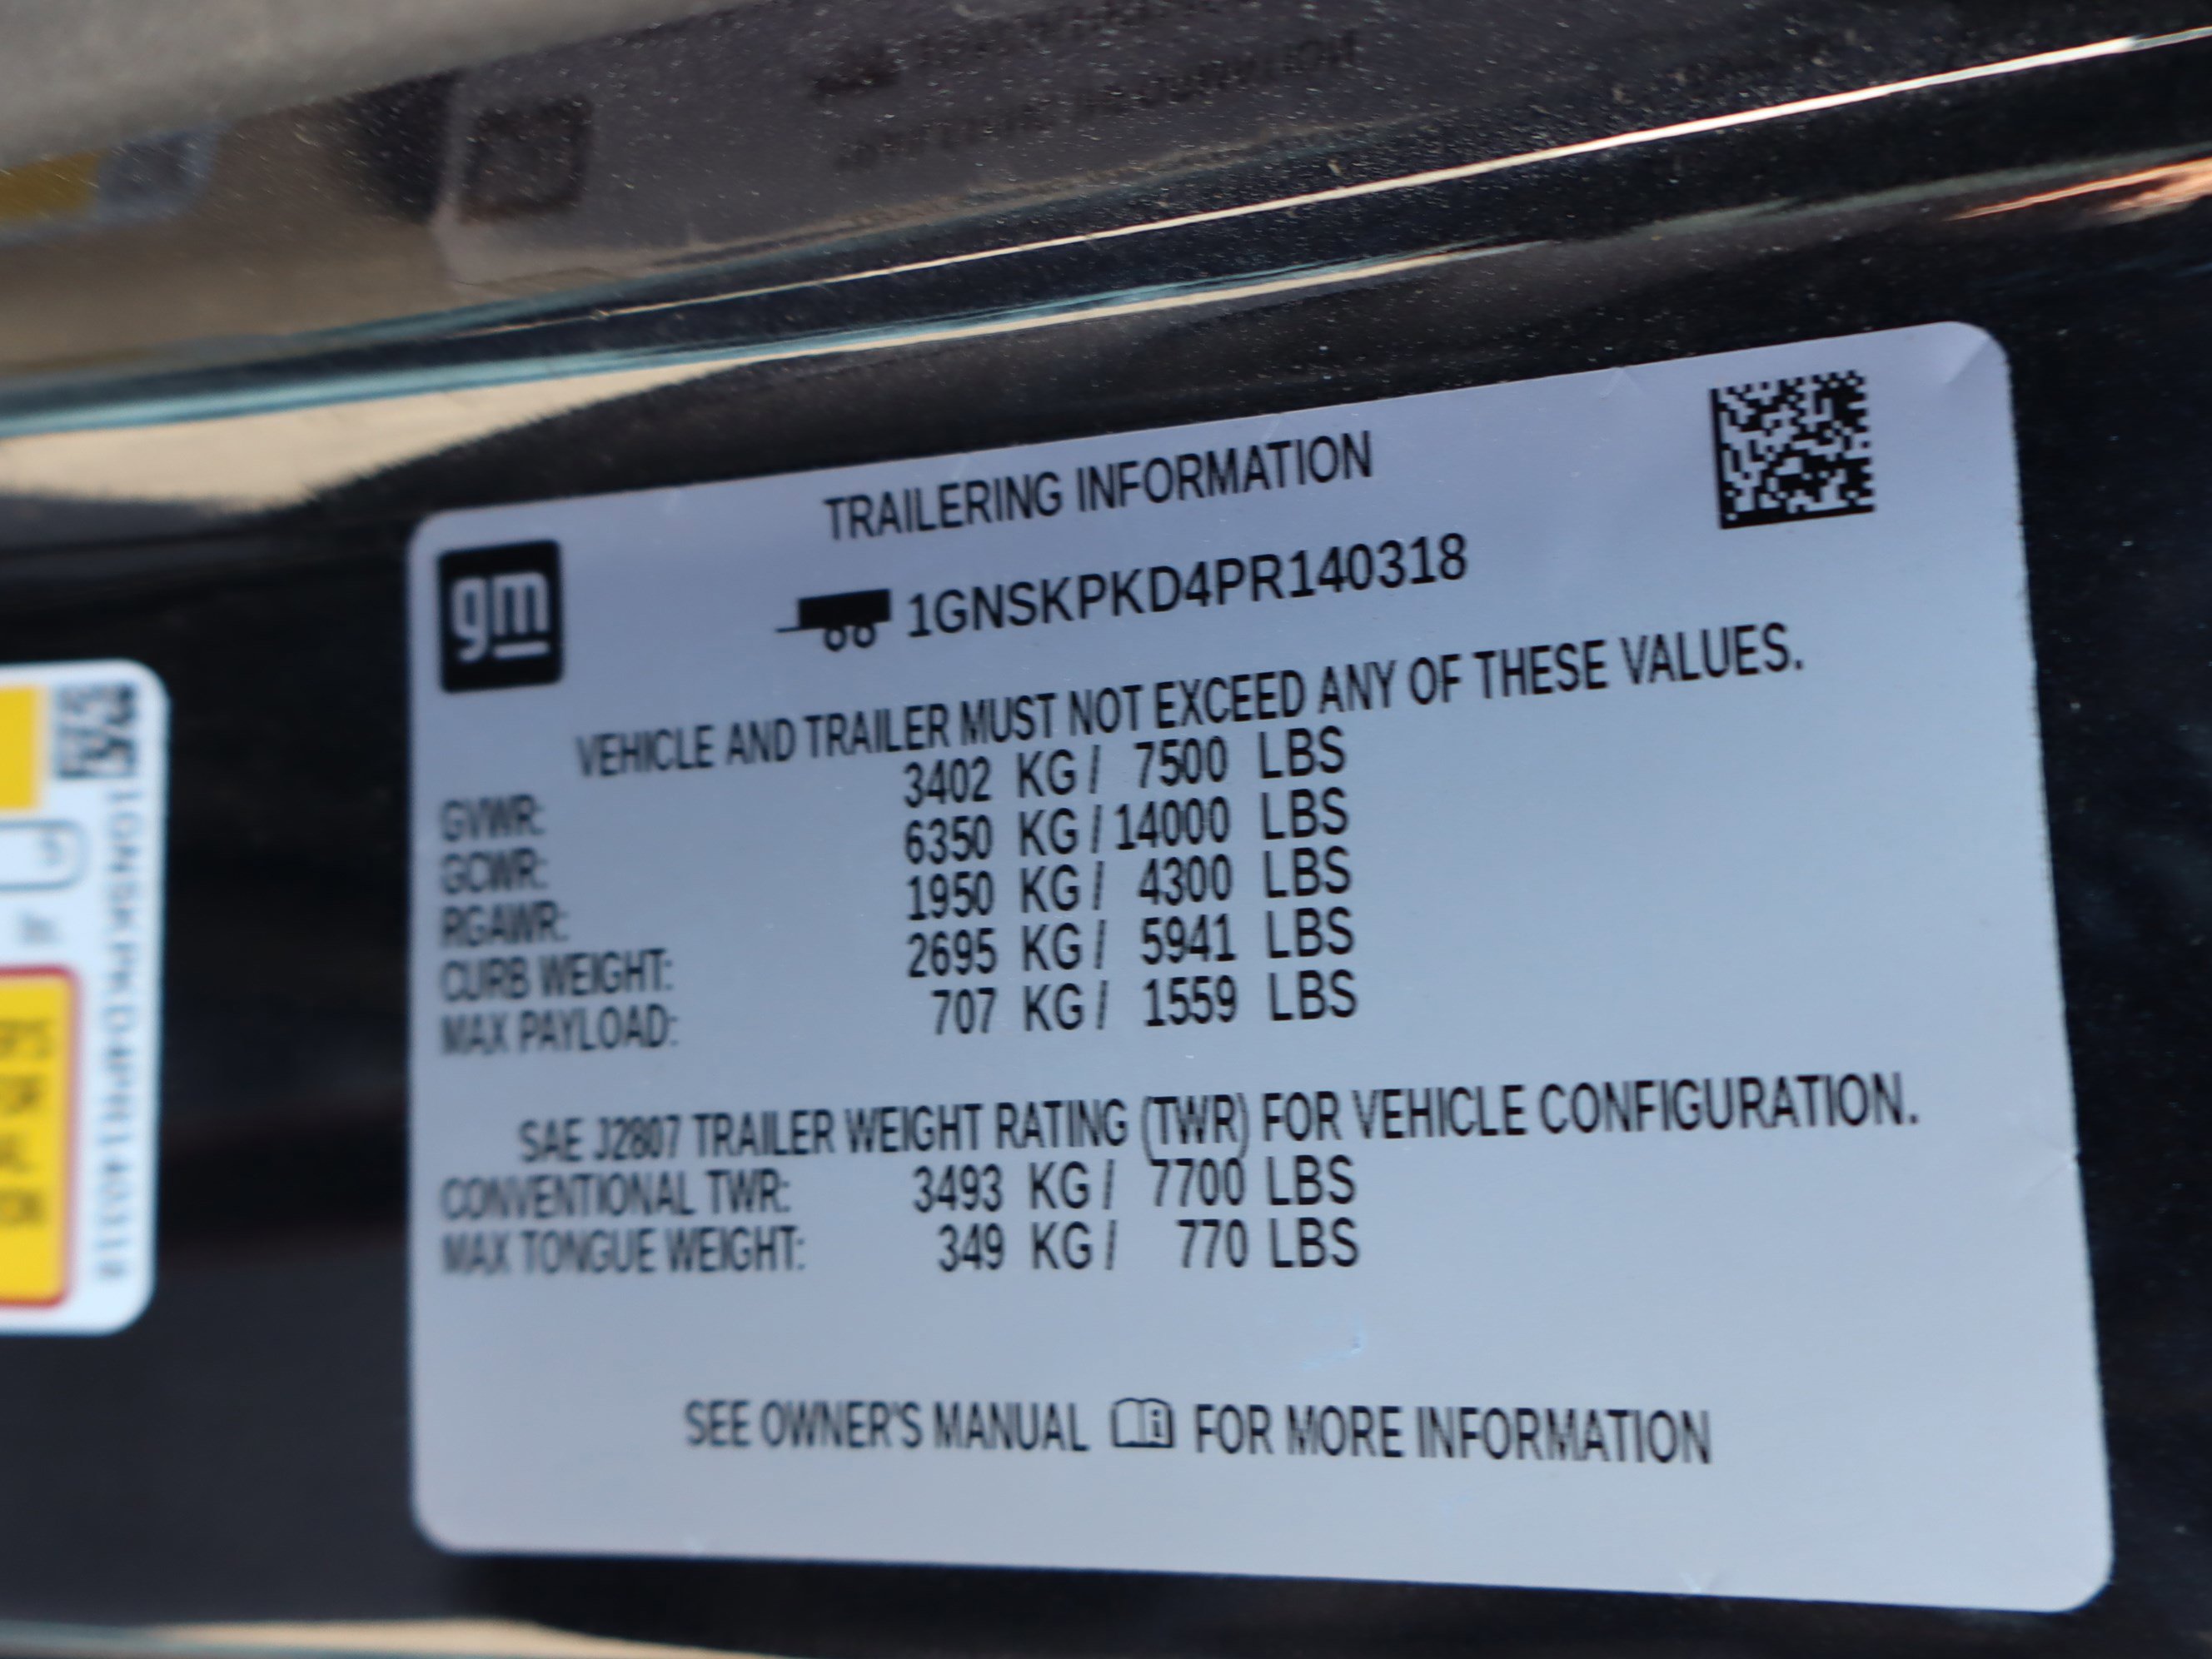 TRAILERING INFORMATION
gm
1GNSKPKD4PR140318
VEHICLE AND TRAILER MUST NOT EXCEED ANY OF THESE VALUES.
GVWR: 3402 KG / 7500 LBS
GCWR: 6350 KG / 14000 LBS
RGAWR: 1950 KG / 4300 LBS
CURB WEIGHT: 2695 KG / 5941 LBS
MAX PAYLOAD: 707 KG / 1559 LBS
SAE J2807 TRAILER WEIGHT RATING (TWR) FOR VEHICLE CONFIGURATION.
CONVENTIONAL TWR: 3493 KG / 7700 LBS
MAX TONGUE WEIGHT: 349 KG / 770 LBS
SEE OWNER'S MANUAL FOR MORE INFORMATION
1GNSKPKD4PR140318